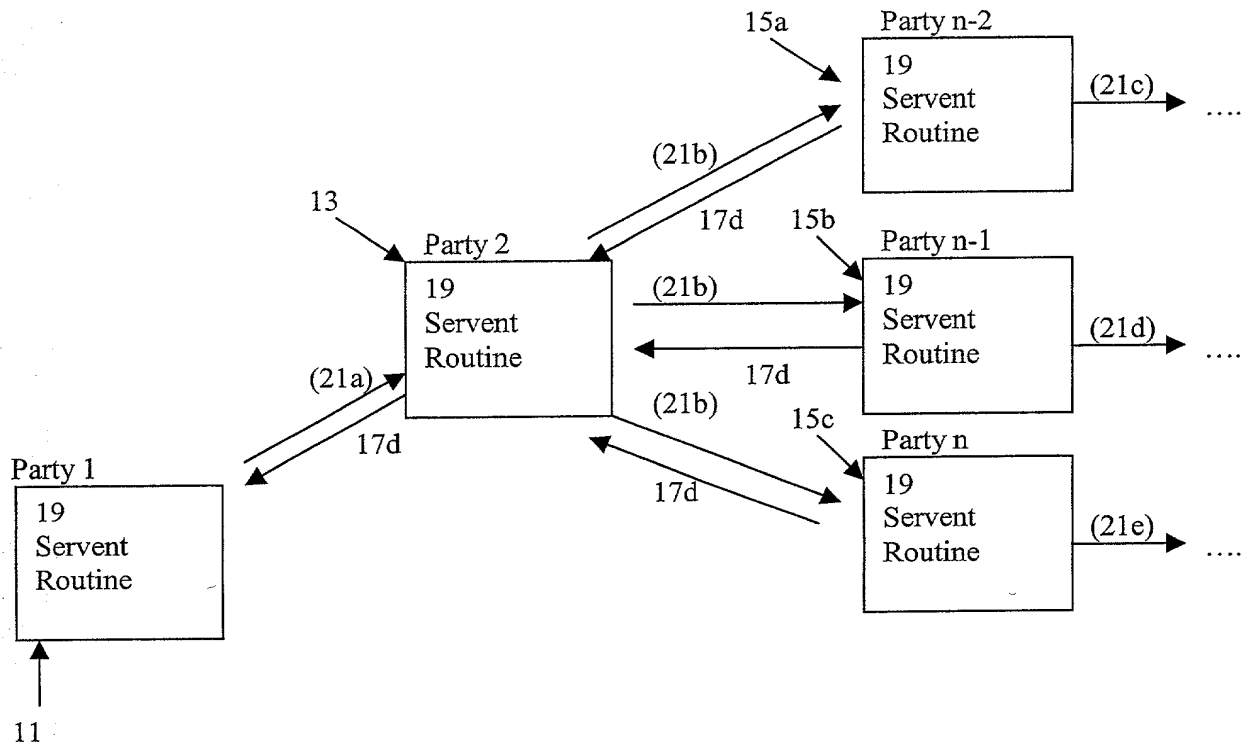 15a
Party n-2
19
Servent
Routine
(21c)
....
(21b)
17d
13
Party 2
19
Servent
Routine
15b
Party n-1
19
Servent
Routine
(21d)
....
(21b)
17d
(21b)
17d
15c
Party n
19
Servent
Routine
(21e)
....
(21a)
17d
Party 1
19
Servent
Routine
11